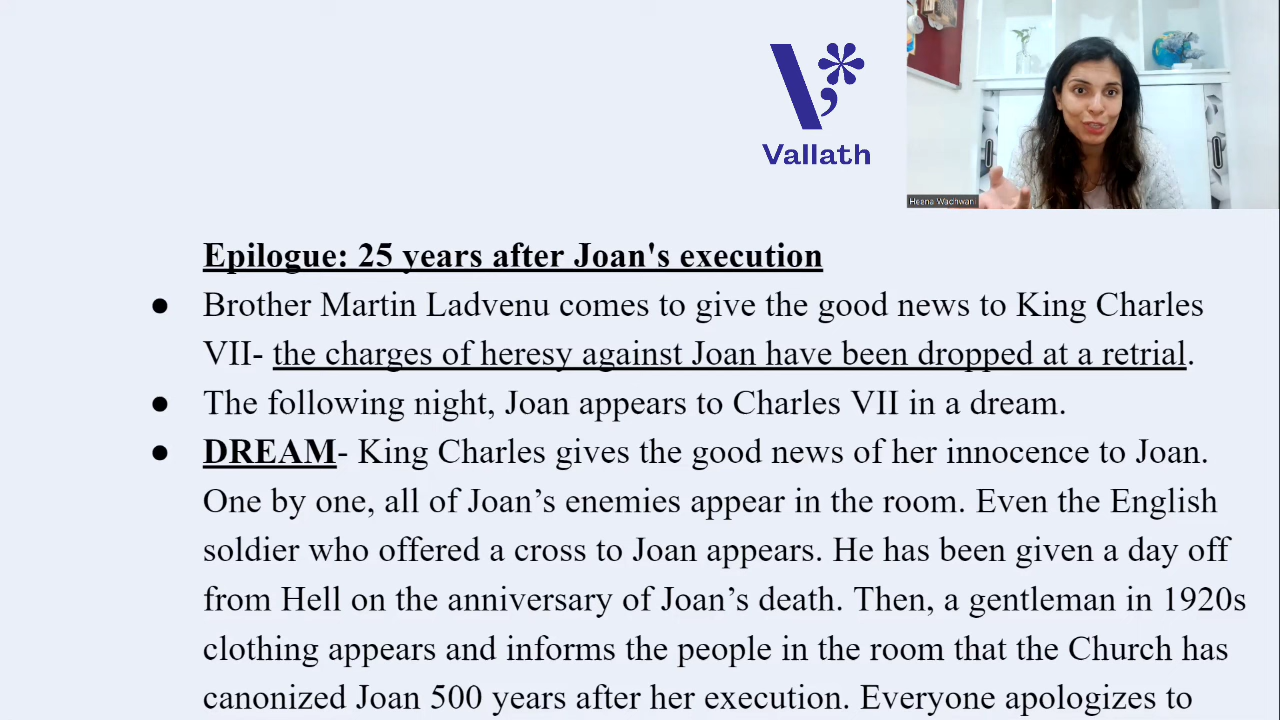 Vallath
Heena Wadhwani
Epilogue: 25 years after Joan's execution
● Brother Martin Ladvenu comes to give the good news to King Charles
VII- the charges of heresy against Joan have been dropped at a retrial.
● The following night, Joan appears to Charles VII in a dream.
● DREAM- King Charles gives the good news of her innocence to Joan.
One by one, all of Joan’s enemies appear in the room. Even the English
soldier who offered a cross to Joan appears. He has been given a day off
from Hell on the anniversary of Joan’s death. Then, a gentleman in 1920s
clothing appears and informs the people in the room that the Church has
canonized Joan 500 years after her execution. Everyone apologizes to